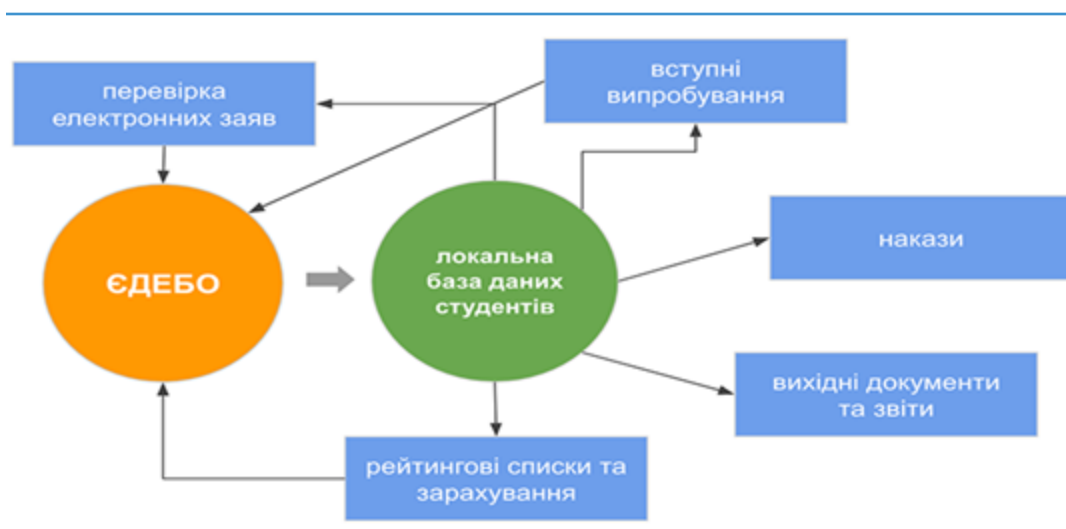 перевірка
електронних заяв
вступні
випробування
ЄДЕБО
локальна
база даних
студентів
накази
вихідні документи
та звіти
рейтингові списки та
зарахування